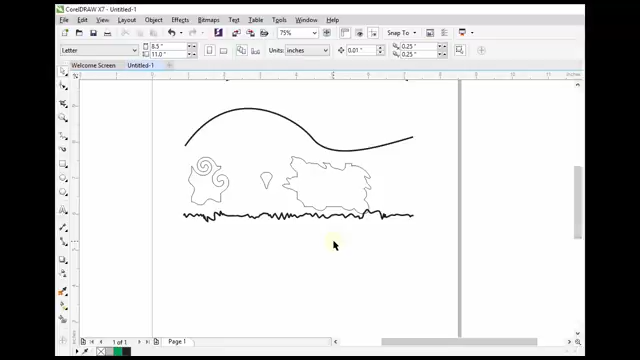 CorelDRAW X7 - Untitled-1
File Edit View Layout Object Effects Bitmaps Text Table Tools Window Help
75% Snap To
Letter 8.5 " 11.0 " Units: inches 0.01 " 0.25 " 0.25 "
Welcome Screen Untitled-1
1 of 1 Page 1